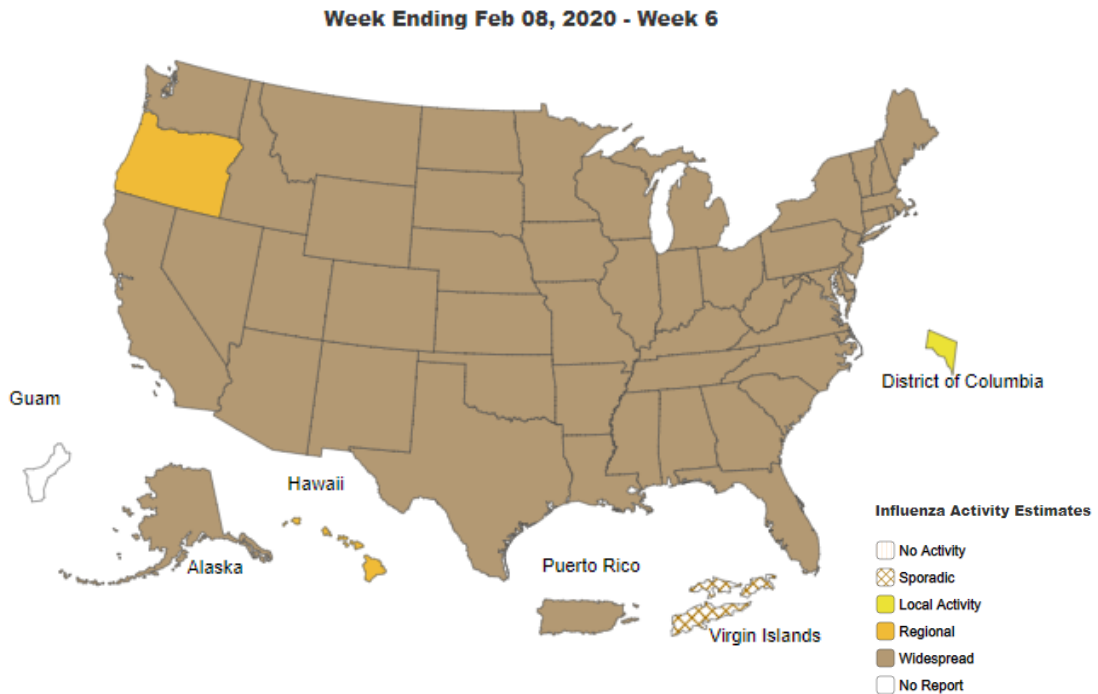 Week Ending Feb 08, 2020 - Week 6
District of Columbia
Guam
Hawaii
Alaska
Puerto Rico
Virgin Islands
Influenza Activity Estimates
No Activity
Sporadic
Local Activity
Regional
Widespread
No Report